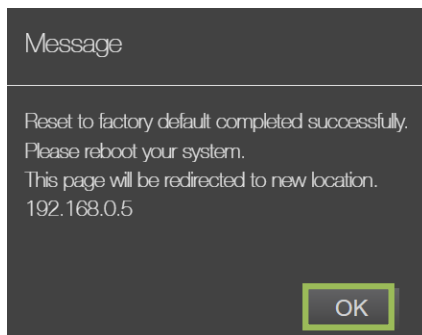 Message
Reset to factory default completed successfully.
Please reboot your system.
This page will be redirected to new location.
192.168.0.5
OK